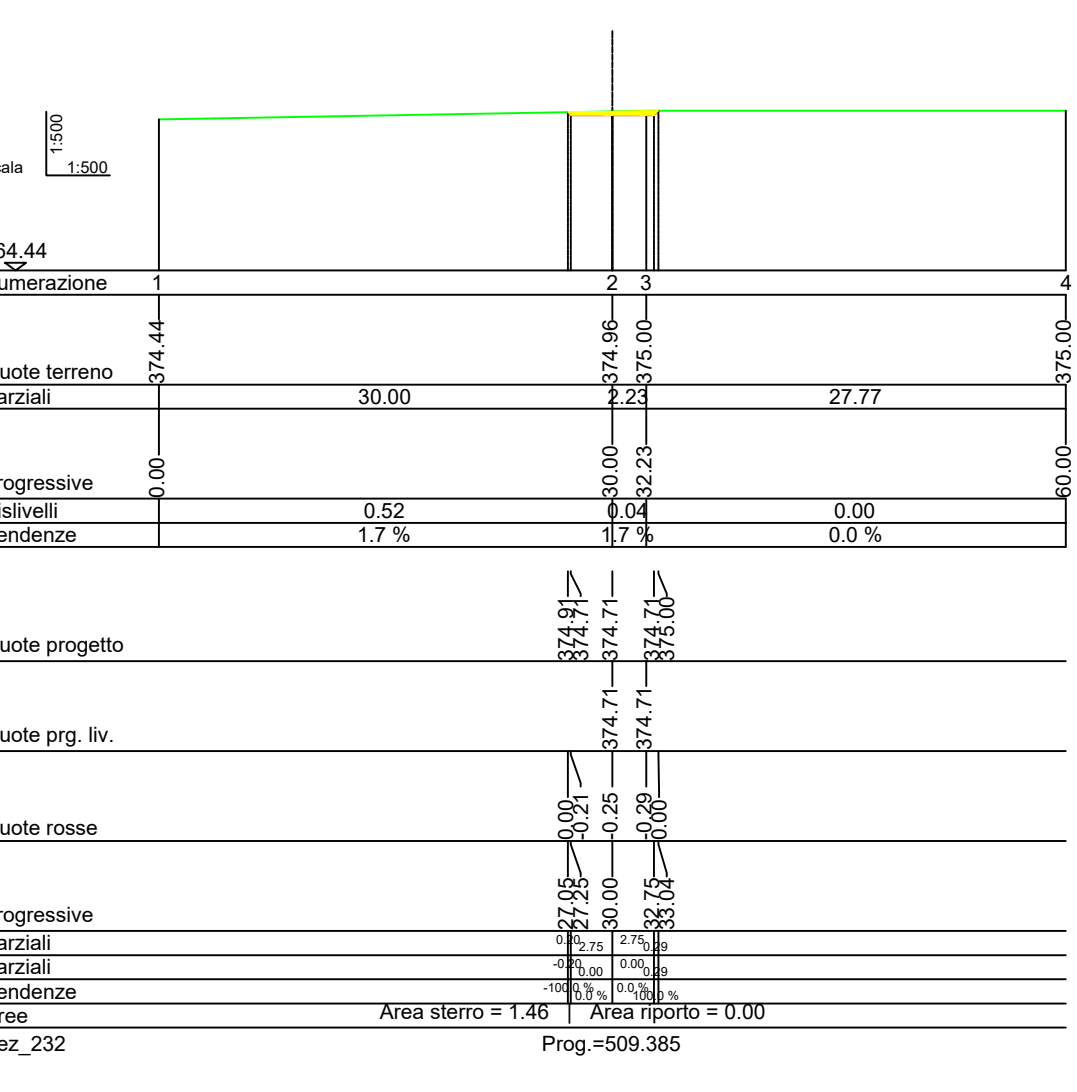 1:500
ala 1:500
64.44
umerazione 1 2 3 4
uote terreno 374.44 374.96 375.00 375.00
arziali 30.00 2.23 27.77
rogressive 0.00 30.00 32.23 60.00
islivelli 0.52 0.04 0.00
endenze 1.7 % 1.7 % 0.0 %
uote progetto 374.91 374.71 374.71 374.71 375.00
uote prg. liv. 374.71 374.71
uote rosse 0.00 -0.21 -0.25 -0.29 0.00
rogressive 27.05 27.25 30.00 32.75 33.04
arziali 0.20 2.75 2.75 0.29
arziali -0.20 0.00 0.00 0.29
endenze -100.0 % 0.0 % 0.0 % 100.0 %
ree Area sterro = 1.46 Area riporto = 0.00
ez_232 Prog.=509.385